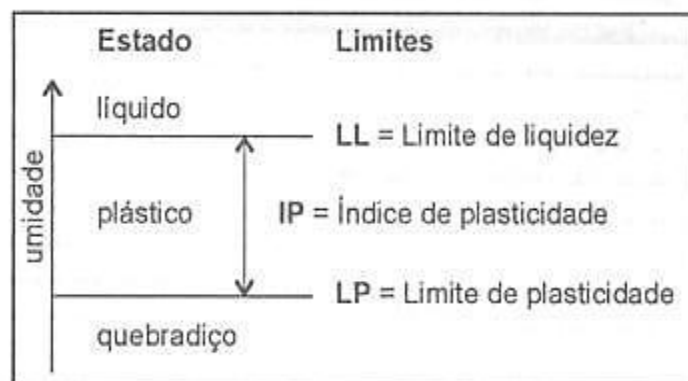 Estado Limites
líquido
LL = Limite de liquidez
plástico IP = Índice de plasticidade
LP = Limite de plasticidade
quebradiço
umidade